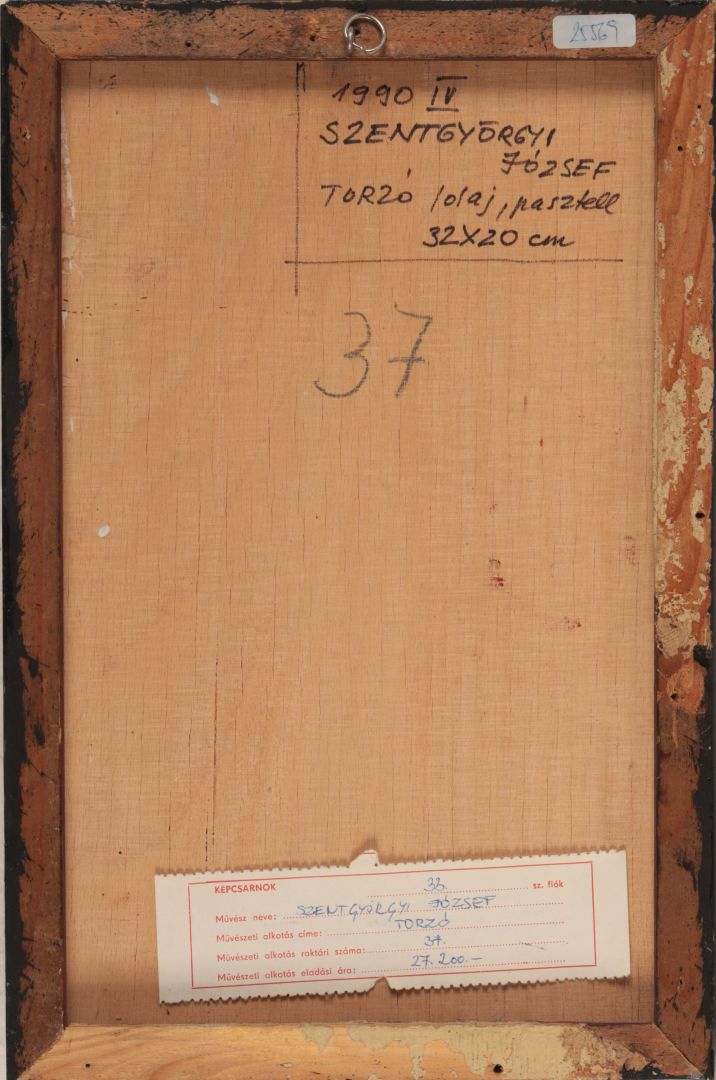 25569
1990 IV
SZENTGYÖRGYI
JÓZSEF
TORZÓ /olaj, pasztell
32X20 cm
37
KEPCSARNOK 33. sz. fiók
Művész neve: SZENTGYÖRGYI JÓZSEF
Művészeti alkotás címe: TORZÓ
Művészeti alkotás raktári száma: 37.
Művészeti alkotás eladási ára: 27.200.-